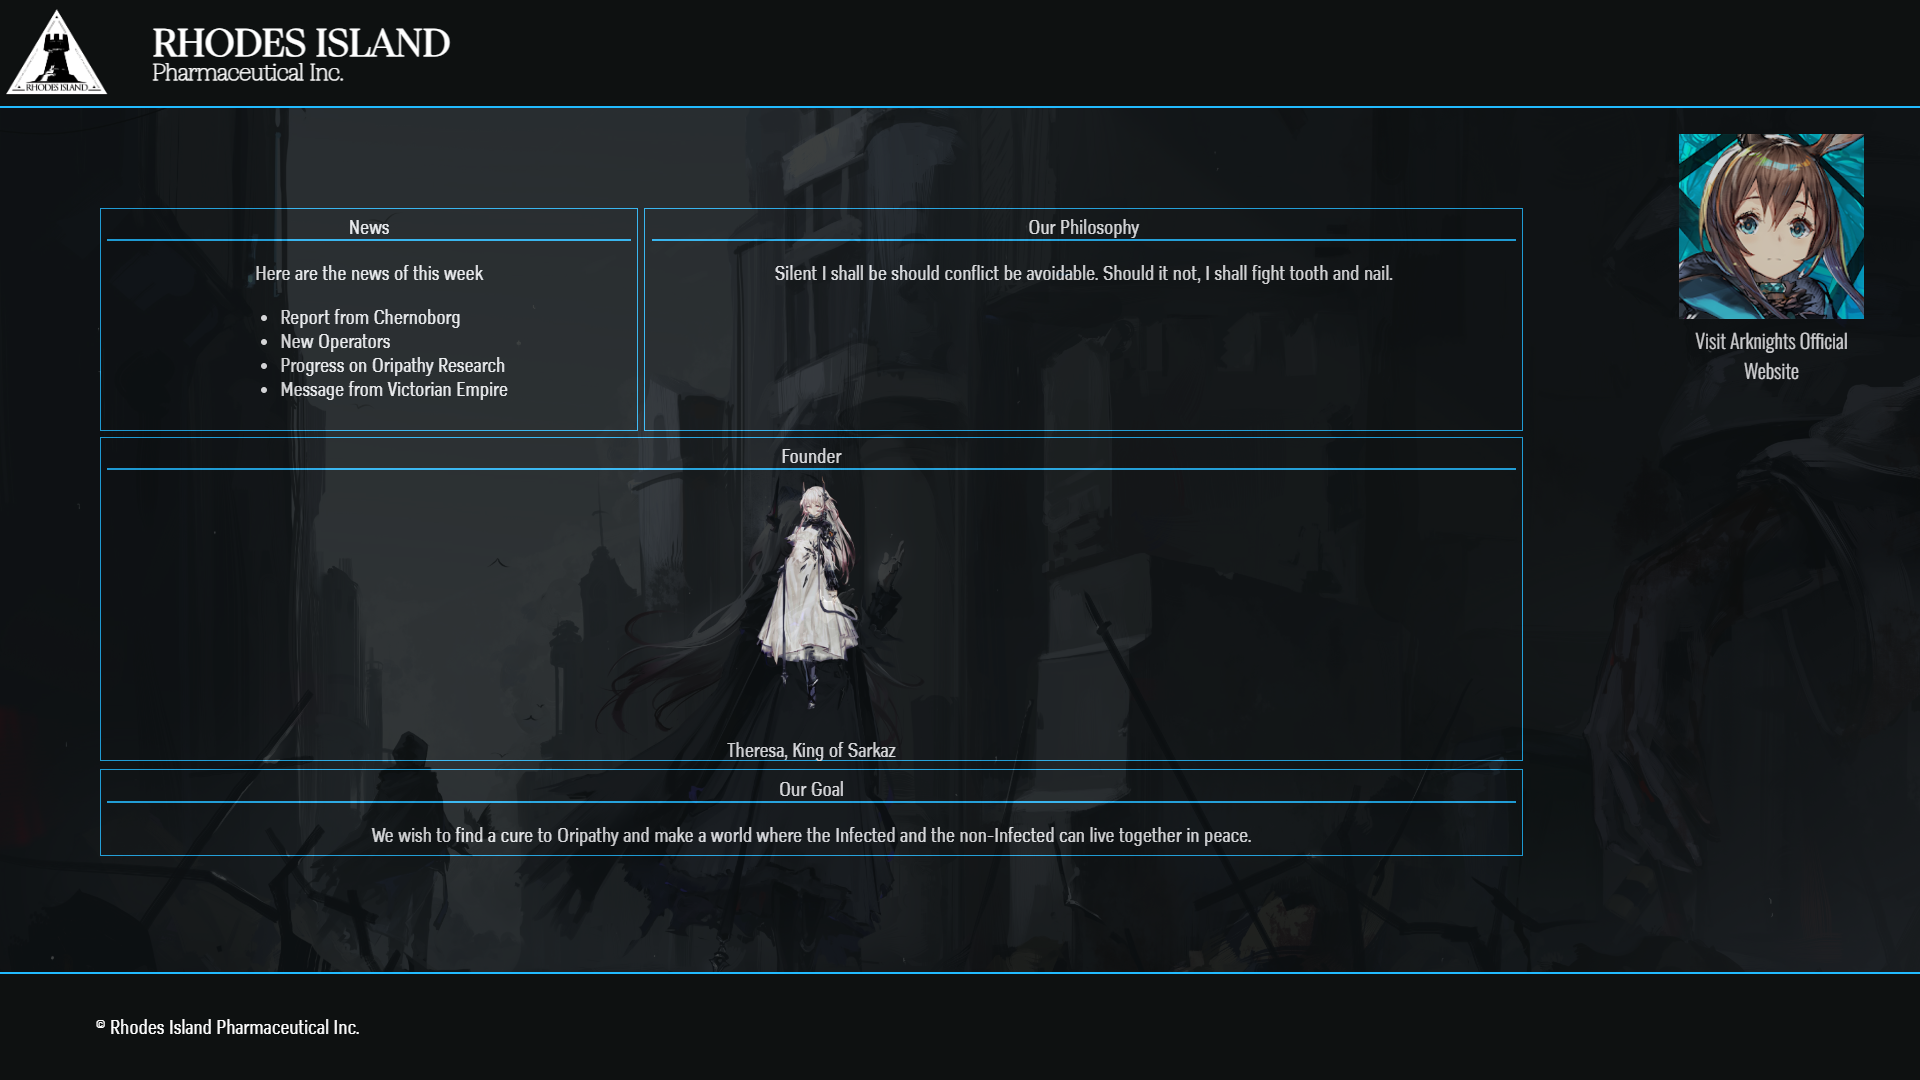 RHODES ISLAND
RHODES ISLAND
Pharmaceutical Inc.
News
Here are the news of this week
Report from Chernoborg
New Operators
Progress on Oripathy Research
Message from Victorian Empire
Our Philosophy
Silent I shall be should conflict be avoidable. Should it not, I shall fight tooth and nail.
Visit Arknights Official
Website
Founder
Theresa, King of Sarkaz
Our Goal
We wish to find a cure to Oripathy and make a world where the Infected and the non-Infected can live together in peace.
© Rhodes Island Pharmaceutical Inc.